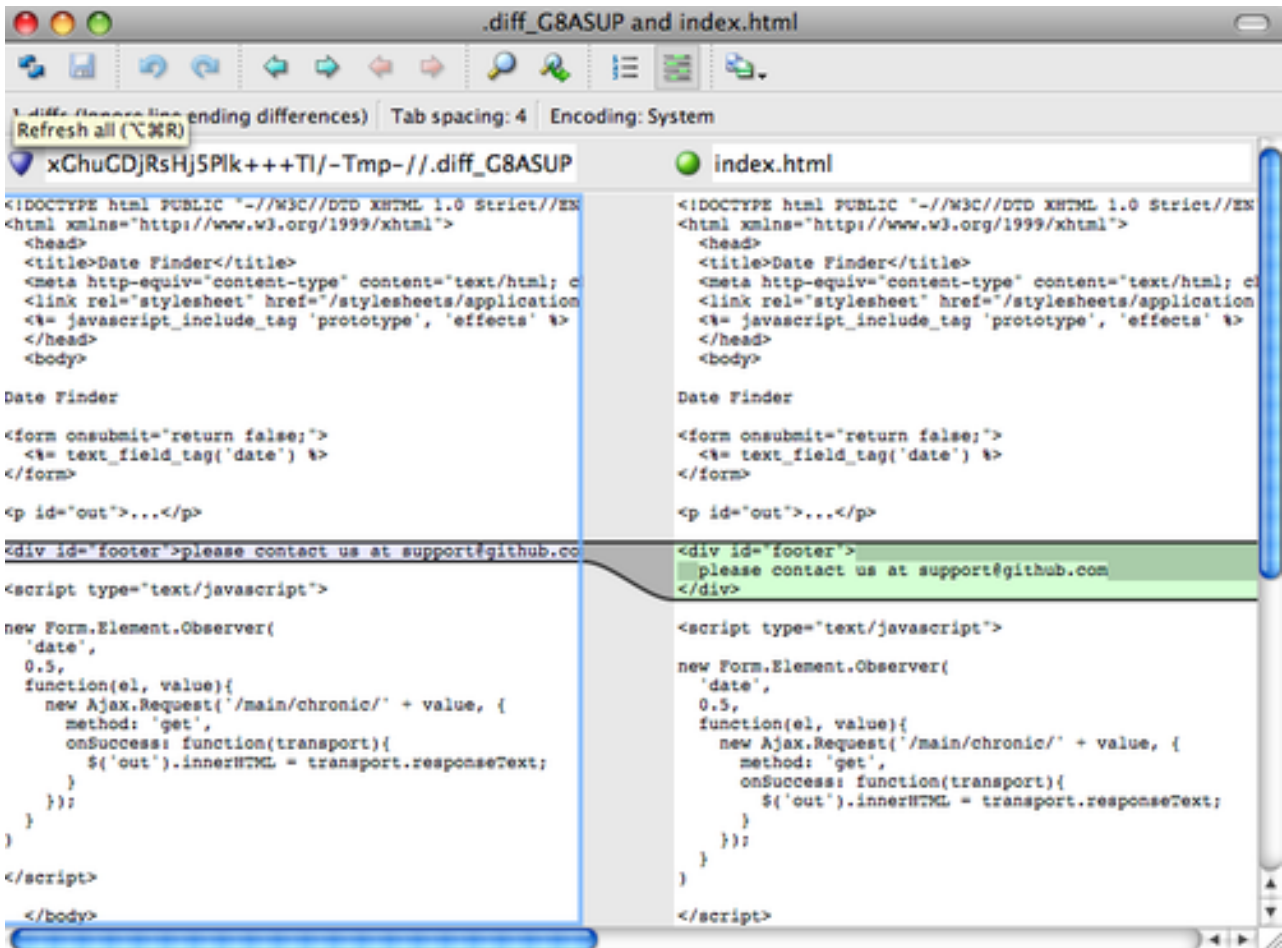 .diff_G8ASUP and index.html
1 diffs (Ignore line ending differences) Tab spacing: 4 Encoding: System
Refresh all (⌥⌘R)
xGhuGDjRsHj5Plk+++TI/-Tmp-//.diff_G8ASUP
index.html
<!DOCTYPE html PUBLIC "-//W3C//DTD XHTML 1.0 Strict//EN
<html xmlns="http://www.w3.org/1999/xhtml">
<head>
<title>Date Finder</title>
<meta http-equiv="content-type" content="text/html; c
<link rel="stylesheet" href="/stylesheets/application
<%= javascript_include_tag 'prototype', 'effects' %>
</head>
<body>
Date Finder
<form onsubmit="return false;">
<%= text_field_tag('date') %>
</form>
<p id="out">...</p>
<div id="footer">please contact us at support@github.co
<script type="text/javascript">
new Form.Element.Observer(
'date',
0.5,
function(el, value){
new Ajax.Request('/main/chronic/' + value, {
method: 'get',
onSuccess: function(transport){
$('out').innerHTML = transport.responseText;
}
});
}
)
</script>
</body>
<!DOCTYPE html PUBLIC "-//W3C//DTD XHTML 1.0 Strict//EN
<html xmlns="http://www.w3.org/1999/xhtml">
<head>
<title>Date Finder</title>
<meta http-equiv="content-type" content="text/html; cl
<link rel="stylesheet" href="/stylesheets/application
<%= javascript_include_tag 'prototype', 'effects' %>
</head>
<body>
Date Finder
<form onsubmit="return false;">
<%= text_field_tag('date') %>
</form>
<p id="out">...</p>
<div id="footer">
please contact us at support@github.com
</div>
<script type="text/javascript">
new Form.Element.Observer(
'date',
0.5,
function(el, value){
new Ajax.Request('/main/chronic/' + value, {
method: 'get',
onSuccess: function(transport){
$('out').innerHTML = transport.responseText;
}
});
}
)
</script>